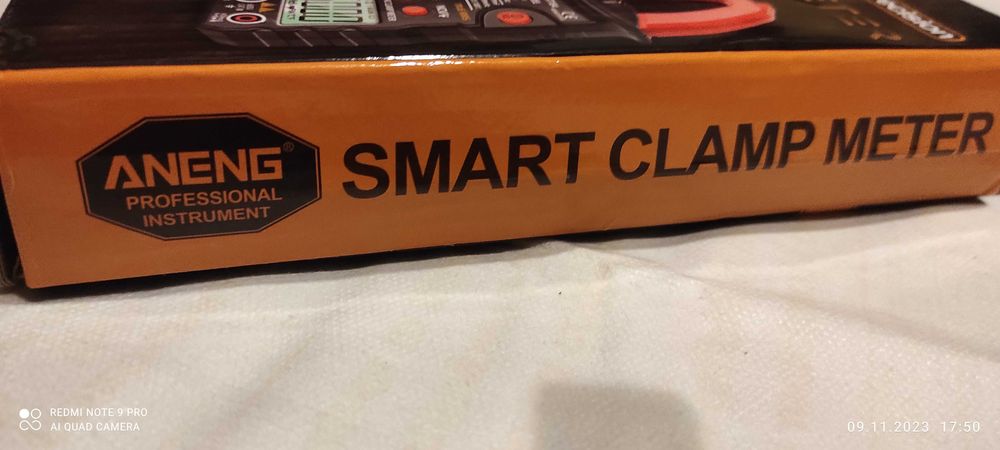 ANENG®
PROFESSIONAL
INSTRUMENT
SMART CLAMP METER
REDMI NOTE 9 PRO
AI QUAD CAMERA
09.11.2023 17:50